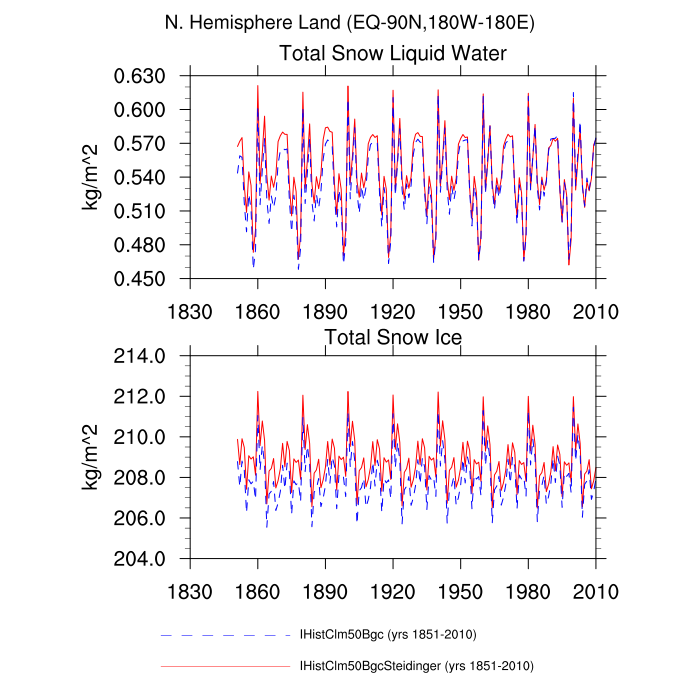 N. Hemisphere Land (EQ-90N,180W-180E)
Total Snow Liquid Water
0.630
0.600
0.570
0.540
0.510
0.480
0.450
kg/m^2
1830 1860 1890 1920 1950 1980 2010
Total Snow Ice
214.0
212.0
210.0
208.0
206.0
204.0
kg/m^2
1830 1860 1890 1920 1950 1980 2010
IHistClm50Bgc (yrs 1851-2010)
IHistClm50BgcSteidinger (yrs 1851-2010)